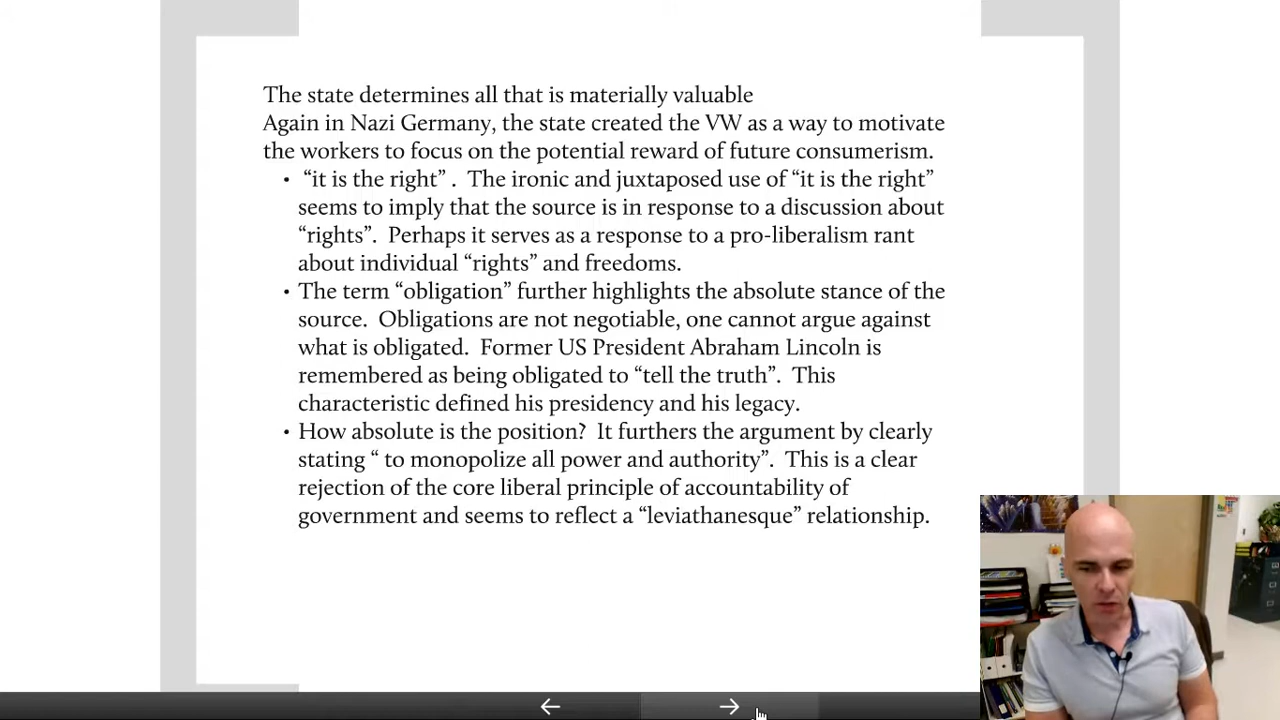 The state determines all that is materially valuable
Again in Nazi Germany, the state created the VW as a way to motivate
the workers to focus on the potential reward of future consumerism.
• “it is the right” . The ironic and juxtaposed use of “it is the right”
seems to imply that the source is in response to a discussion about
“rights”. Perhaps it serves as a response to a pro-liberalism rant
about individual “rights” and freedoms.
• The term “obligation” further highlights the absolute stance of the
source. Obligations are not negotiable, one cannot argue against
what is obligated. Former US President Abraham Lincoln is
remembered as being obligated to “tell the truth”. This
characteristic defined his presidency and his legacy.
• How absolute is the position? It furthers the argument by clearly
stating “ to monopolize all power and authority”. This is a clear
rejection of the core liberal principle of accountability of
government and seems to reflect a “leviathanesque” relationship.